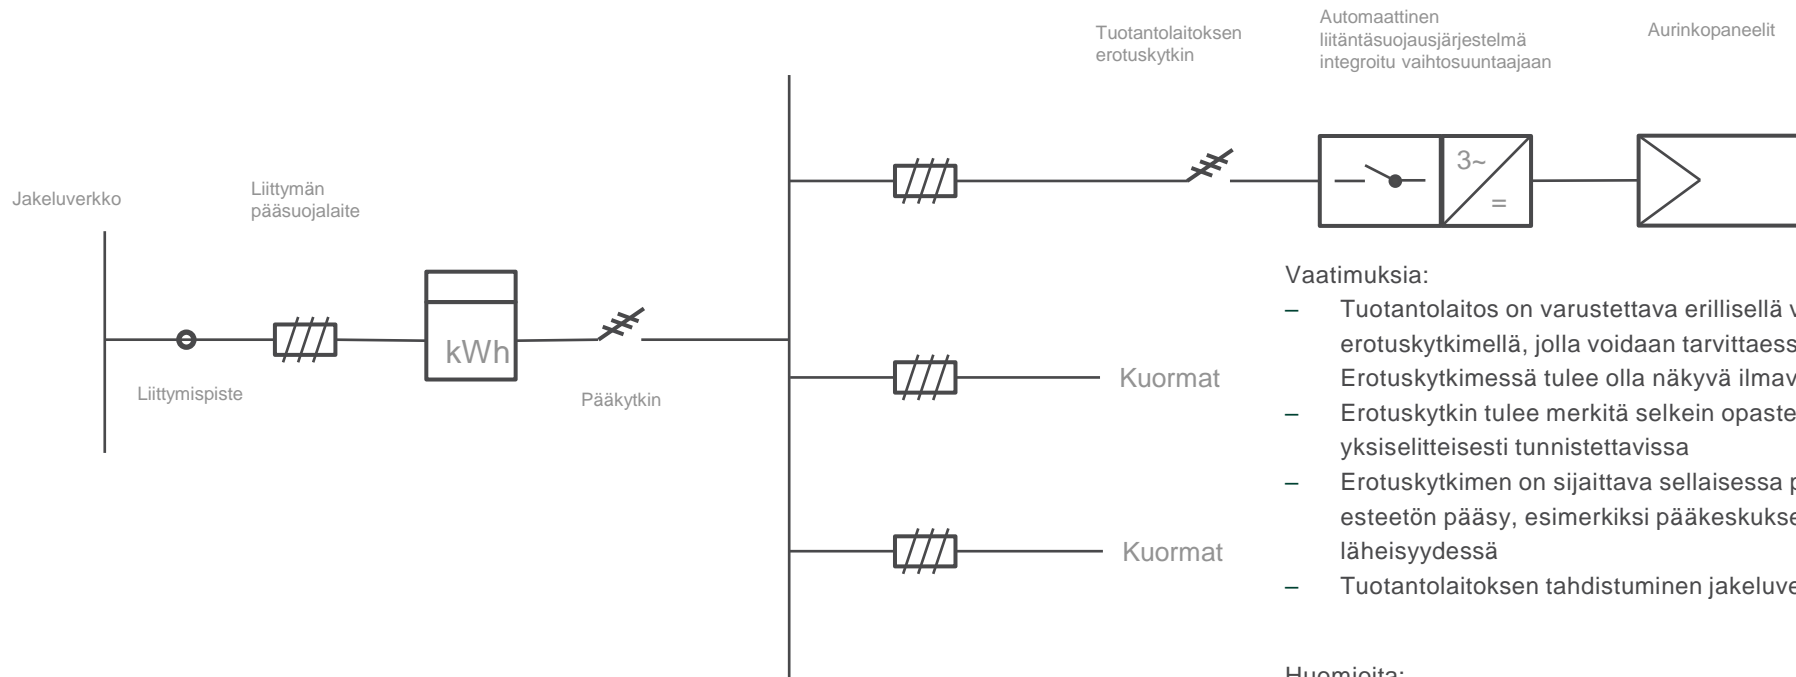 Tuotantolaitoksen
erotuskytkin
Automaattinen
liitäntäsuojausjärjestelmä
integroitu vaihtosuuntaajaan
Aurinkopaneelit
3~
=
Jakeluverkko
Liittymän
pääsuojalaite
kWh
Liittymispiste
Pääkytkin
Kuormat
Kuormat
Vaatimuksia:
– Tuotantolaitos on varustettava erillisellä
erotuskytkimellä, jolla voidaan
Erotuskytkimessä tulee olla näkyvä
– Erotuskytkin tulee merkitä selkein
yksiselitteisesti tunnistettavissa
– Erotuskytkimen on sijaittava sellaisessa
esteetön pääsy, esimerkiksi
läheisyydessä
– Tuotantolaitoksen tahdistuminen
Huomioita: